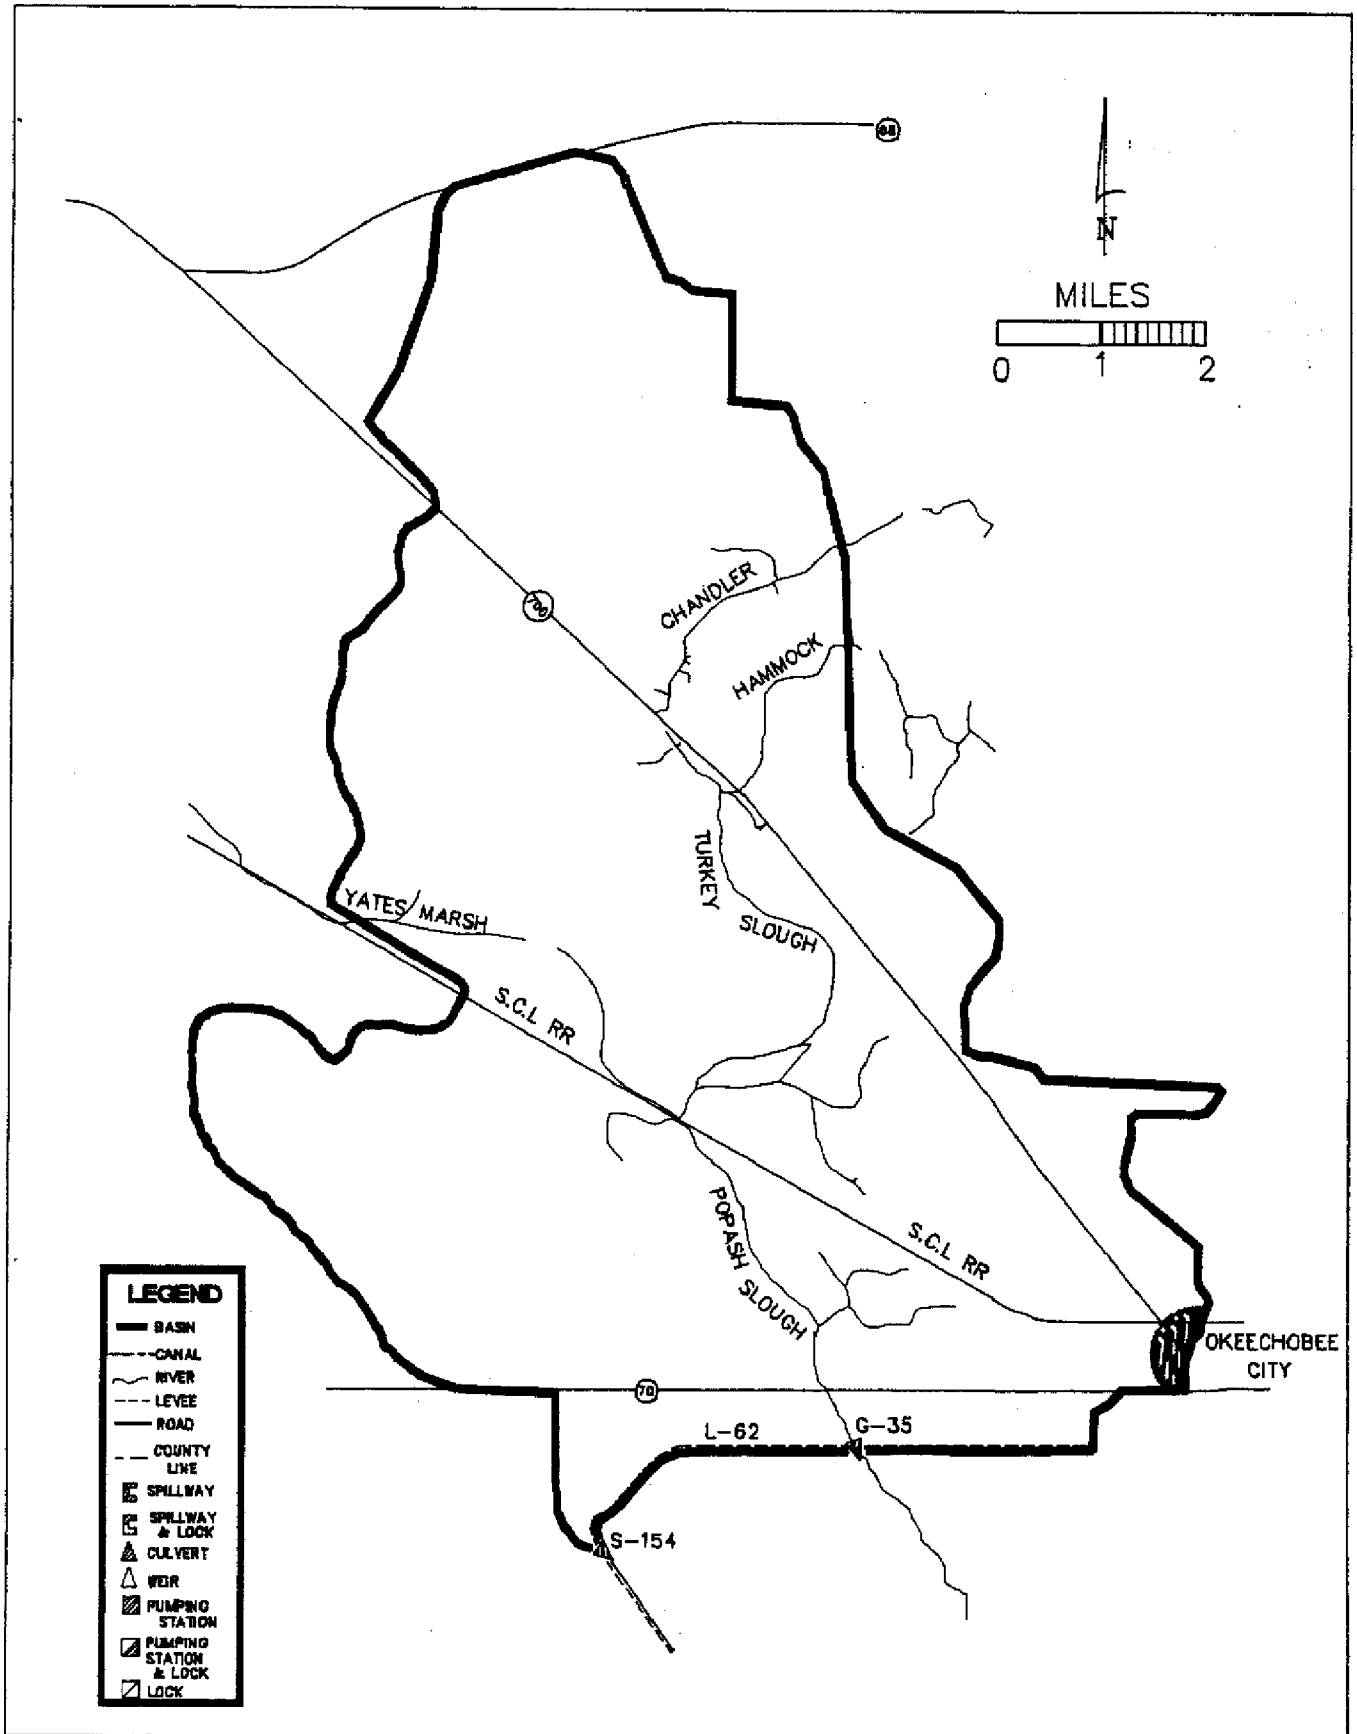 N
MILES
0 1 2
CHANDLER
HAMMOCK
TURKEY
SLOUGH
YATES MARSH
S.C.L RR
POPASH
SLOUGH
S.C.L RR
OKEECHOBEE
CITY
70
L-62
G-35
S-154
LEGEND
BASIN
CANAL
RIVER
LEVEE
ROAD
COUNTY
LINE
SPILLWAY
SPILLWAY
& LOCK
CULVERT
WEIR
PUMPING
STATION
PUMPING
STATION
& LOCK
LOCK